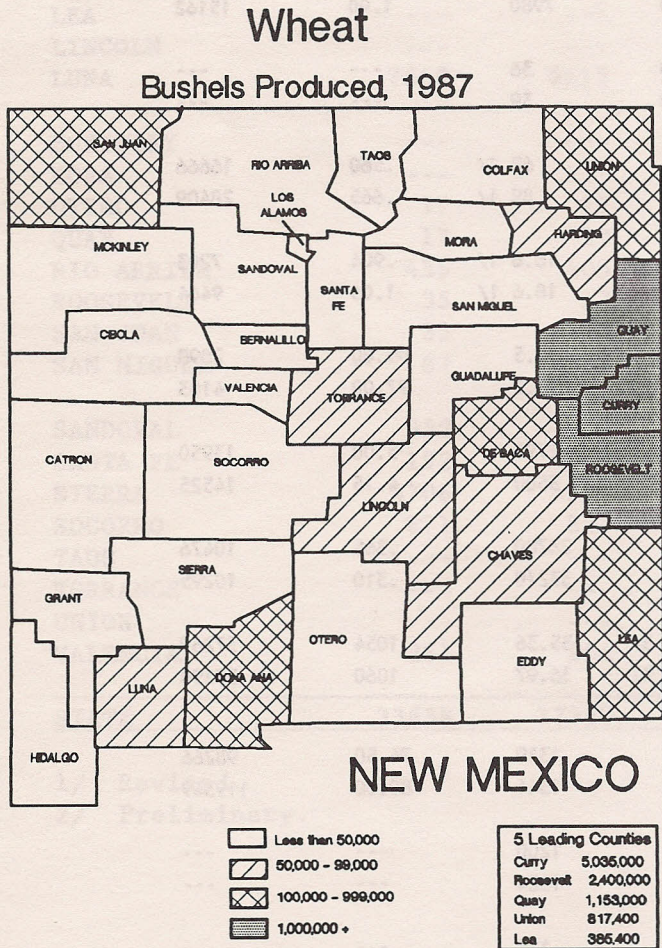 Wheat
Bushels Produced, 1987
SAN JUAN
RIO ARRIBA
TAOS
COLFAX
UNION
LOS
ALAMOS
MCKINLEY
SANDOVAL
SANTA
FE
MORA
HARDING
SAN MIGUEL
QUAY
CIBOLA
BERNALILLO
VALENCIA
TORRANCE
GUADALUPE
CURRY
CATRON
SOCORRO
DE BACA
ROOSEVELT
LINCOLN
CHAVES
SIERRA
GRANT
OTERO
EDDY
LEA
LUNA
DONA ANA
HIDALGO
NEW MEXICO
Less than 50,000
50,000 - 99,000
100,000 - 999,000
1,000,000 +
5 Leading Counties
Curry 5,035,000
Roosevelt 2,400,000
Quay 1,153,000
Union 817,400
Lea 385,400